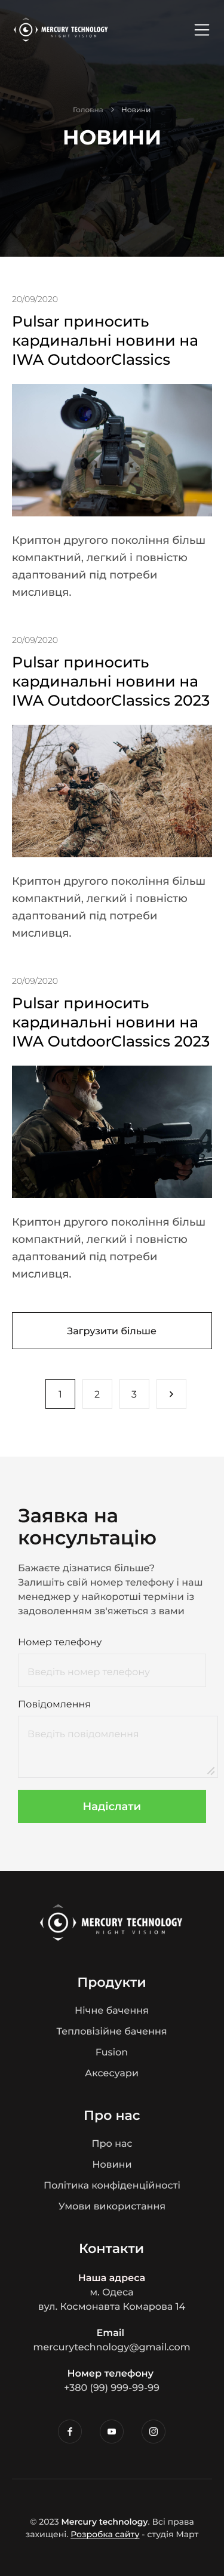 MERCURY TECHNOLOGY
NIGHT VISION
Головна > Новини
НОВИНИ
20/09/2020
Pulsar приносить
кардинальні новини на
IWA OutdoorClassics
Криптон другого покоління більш
компактний, легкий і повністю
адаптований під потреби
мисливця.
20/09/2020
Pulsar приносить
кардинальні новини на
IWA OutdoorClassics 2023
Криптон другого покоління більш
компактний, легкий і повністю
адаптований під потреби
мисливця.
20/09/2020
Pulsar приносить
кардинальні новини на
IWA OutdoorClassics 2023
Криптон другого покоління більш
компактний, легкий і повністю
адаптований під потреби
мисливця.
Загрузити більше
1 2 3 >
Заявка на
консультацію
Бажаєте дізнатися більше?
Залишіть свій номер телефону і наш
менеджер у найкоротші терміни із
задоволенням зв'яжеться з вами
Номер телефону
Введіть номер телефону
Повідомлення
Введіть повідомлення
Надіслати
MERCURY TECHNOLOGY
NIGHT VISION
Продукти
Нічне бачення
Тепловізійне бачення
Fusion
Аксесуари
Про нас
Про нас
Новини
Політика конфіденційності
Умови використання
Контакти
Наша адреса
м. Одеса
вул. Космонавта Комарова 14
Email
mercurytechnology@gmail.com
Номер телефону
+380 (99) 999-99-99
© 2023 Mercury technology. Всі права
захищені. Розробка сайту - студія Март